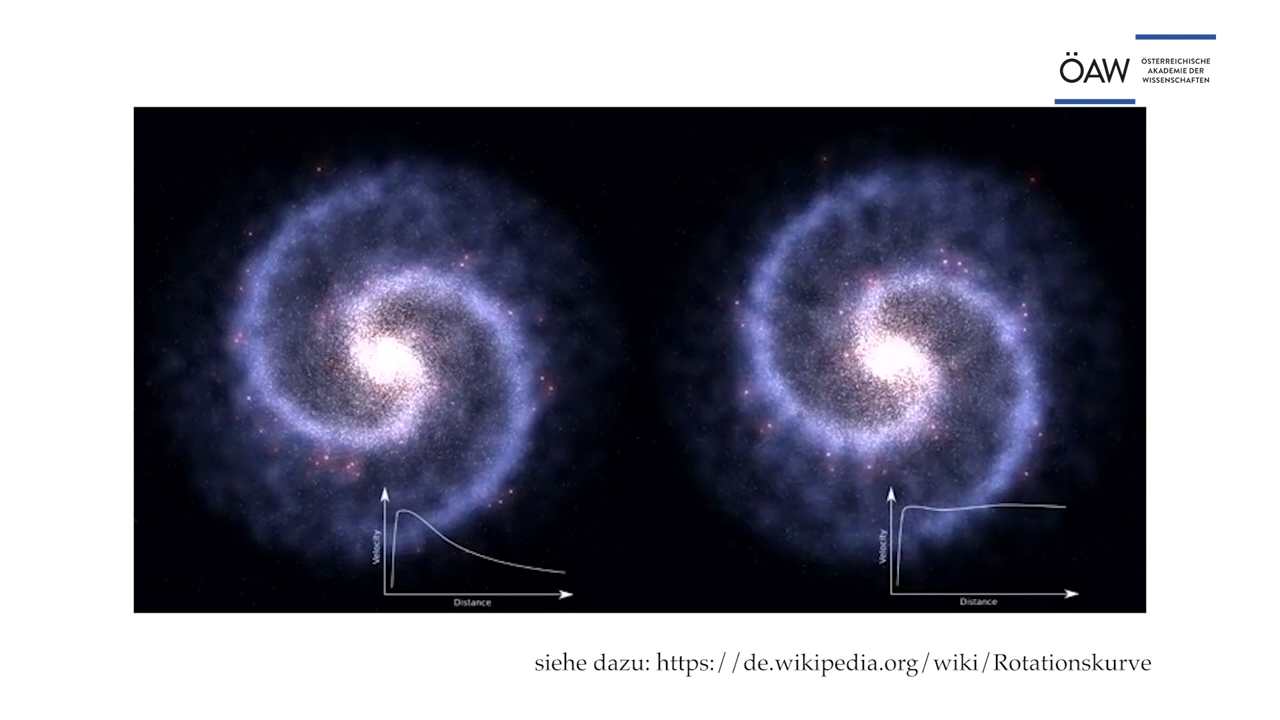 ÖAW
ÖSTERREICHISCHE
AKADEMIE DER
WISSENSCHAFTEN
Velocity
Distance
Velocity
Distance
siehe dazu: https://de.wikipedia.org/wiki/Rotationskurve